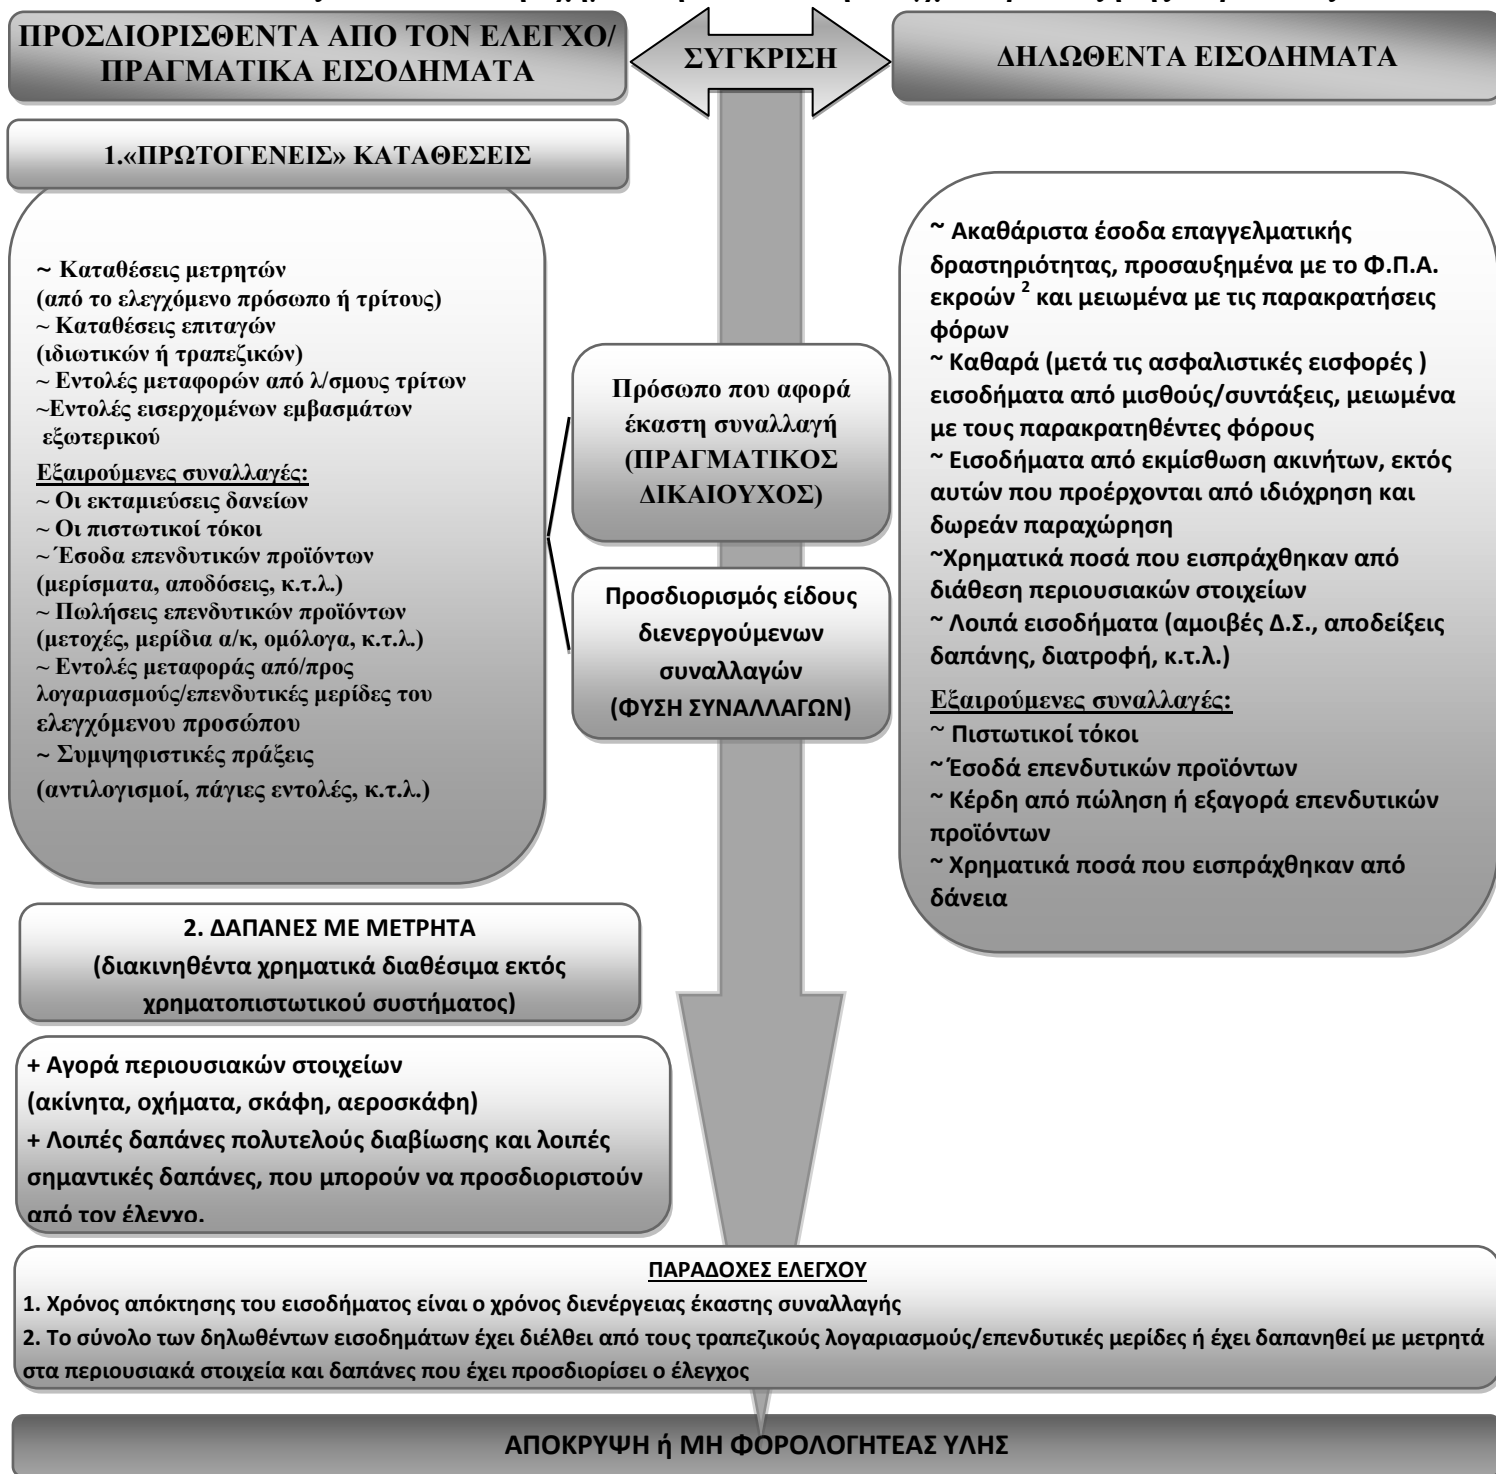 ΠΡΟΣΔΙΟΡΙΣΘΕΝΤΑ ΑΠΟ ΤΟΝ ΕΛΕΓΧΟ/
ΠΡΑΓΜΑΤΙΚΑ ΕΙΣΟΔΗΜΑΤΑ
ΣΥΓΚΡΙΣΗ
ΔΗΛΩΘΕΝΤΑ ΕΙΣΟΔΗΜΑΤΑ
1.«ΠΡΩΤΟΓΕΝΕΙΣ» ΚΑΤΑΘΕΣΕΙΣ
~ Καταθέσεις μετρητών
(από το ελεγχόμενο πρόσωπο ή τρίτους)
~ Καταθέσεις επιταγών
(ιδιωτικών ή τραπεζικών)
~ Εντολές μεταφορών από λ/σμους τρίτων
~Εντολές εισερχομένων εμβασμάτων
εξωτερικού
Εξαιρούμενες συναλλαγές:
~ Οι εκταμιεύσεις δανείων
~ Οι πιστωτικοί τόκοι
~ Έσοδα επενδυτικών προϊόντων
(μερίσματα, αποδόσεις, κ.τ.λ.)
~ Πωλήσεις επενδυτικών προϊόντων
(μετοχές, μερίδια α/κ, ομόλογα, κ.τ.λ.)
~ Εντολές μεταφοράς από/προς
λογαριασμούς/επενδυτικές μερίδες του
ελεγχόμενου προσώπου
~ Συμψηφιστικές πράξεις
(αντιλογισμοί, πάγιες εντολές, κ.τ.λ.)
Πρόσωπο που αφορά
έκαστη συναλλαγή
(ΠΡΑΓΜΑΤΙΚΟΣ
ΔΙΚΑΙΟΥΧΟΣ)
Προσδιορισμός είδους
διενεργούμενων
συναλλαγών
(ΦΥΣΗ ΣΥΝΑΛΛΑΓΩΝ)
~ Ακαθάριστα έσοδα επαγγελματικής
δραστηριότητας, προσαυξημένα με το Φ.Π.Α.
εκροών ² και μειωμένα με τις παρακρατήσεις
φόρων
~ Καθαρά (μετά τις ασφαλιστικές εισφορές )
εισοδήματα από μισθούς/συντάξεις, μειωμένα
με τους παρακρατηθέντες φόρους
~ Εισοδήματα από εκμίσθωση ακινήτων, εκτός
αυτών που προέρχονται από ιδιόχρηση και
δωρεάν παραχώρηση
~Χρηματικά ποσά που εισπράχθηκαν από
διάθεση περιουσιακών στοιχείων
~ Λοιπά εισοδήματα (αμοιβές Δ.Σ., αποδείξεις
δαπάνης, διατροφή, κ.τ.λ.)
Εξαιρούμενες συναλλαγές:
~ Πιστωτικοί τόκοι
~ Έσοδά επενδυτικών προϊόντων
~ Κέρδη από πώληση ή εξαγορά επενδυτικών
προϊόντων
~ Χρηματικά ποσά που εισπράχθηκαν από
δάνεια
2. ΔΑΠΑΝΕΣ ΜΕ ΜΕΤΡΗΤΑ
(διακινηθέντα χρηματικά διαθέσιμα εκτός
χρηματοπιστωτικού συστήματος)
+ Αγορά περιουσιακών στοιχείων
(ακίνητα, οχήματα, σκάφη, αεροσκάφη)
+ Λοιπές δαπάνες πολυτελούς διαβίωσης και λοιπές
σημαντικές δαπάνες, που μπορούν να προσδιοριστούν
από τον έλεγχο.
ΠΑΡΑΔΟΧΕΣ ΕΛΕΓΧΟΥ
1. Χρόνος απόκτησης του εισοδήματος είναι ο χρόνος διενέργειας έκαστης συναλλαγής
2. Το σύνολο των δηλωθέντων εισοδημάτων έχει διέλθει από τους τραπεζικούς λογαριασμούς/επενδυτικές μερίδες ή έχει δαπανηθεί με μετρητά
στα περιουσιακά στοιχεία και δαπάνες που έχει προσδιορίσει ο έλεγχος
ΑΠΟΚΡΥΨΗ ή ΜΗ ΦΟΡΟΛΟΓΗΤΕΑΣ ΥΛΗΣ